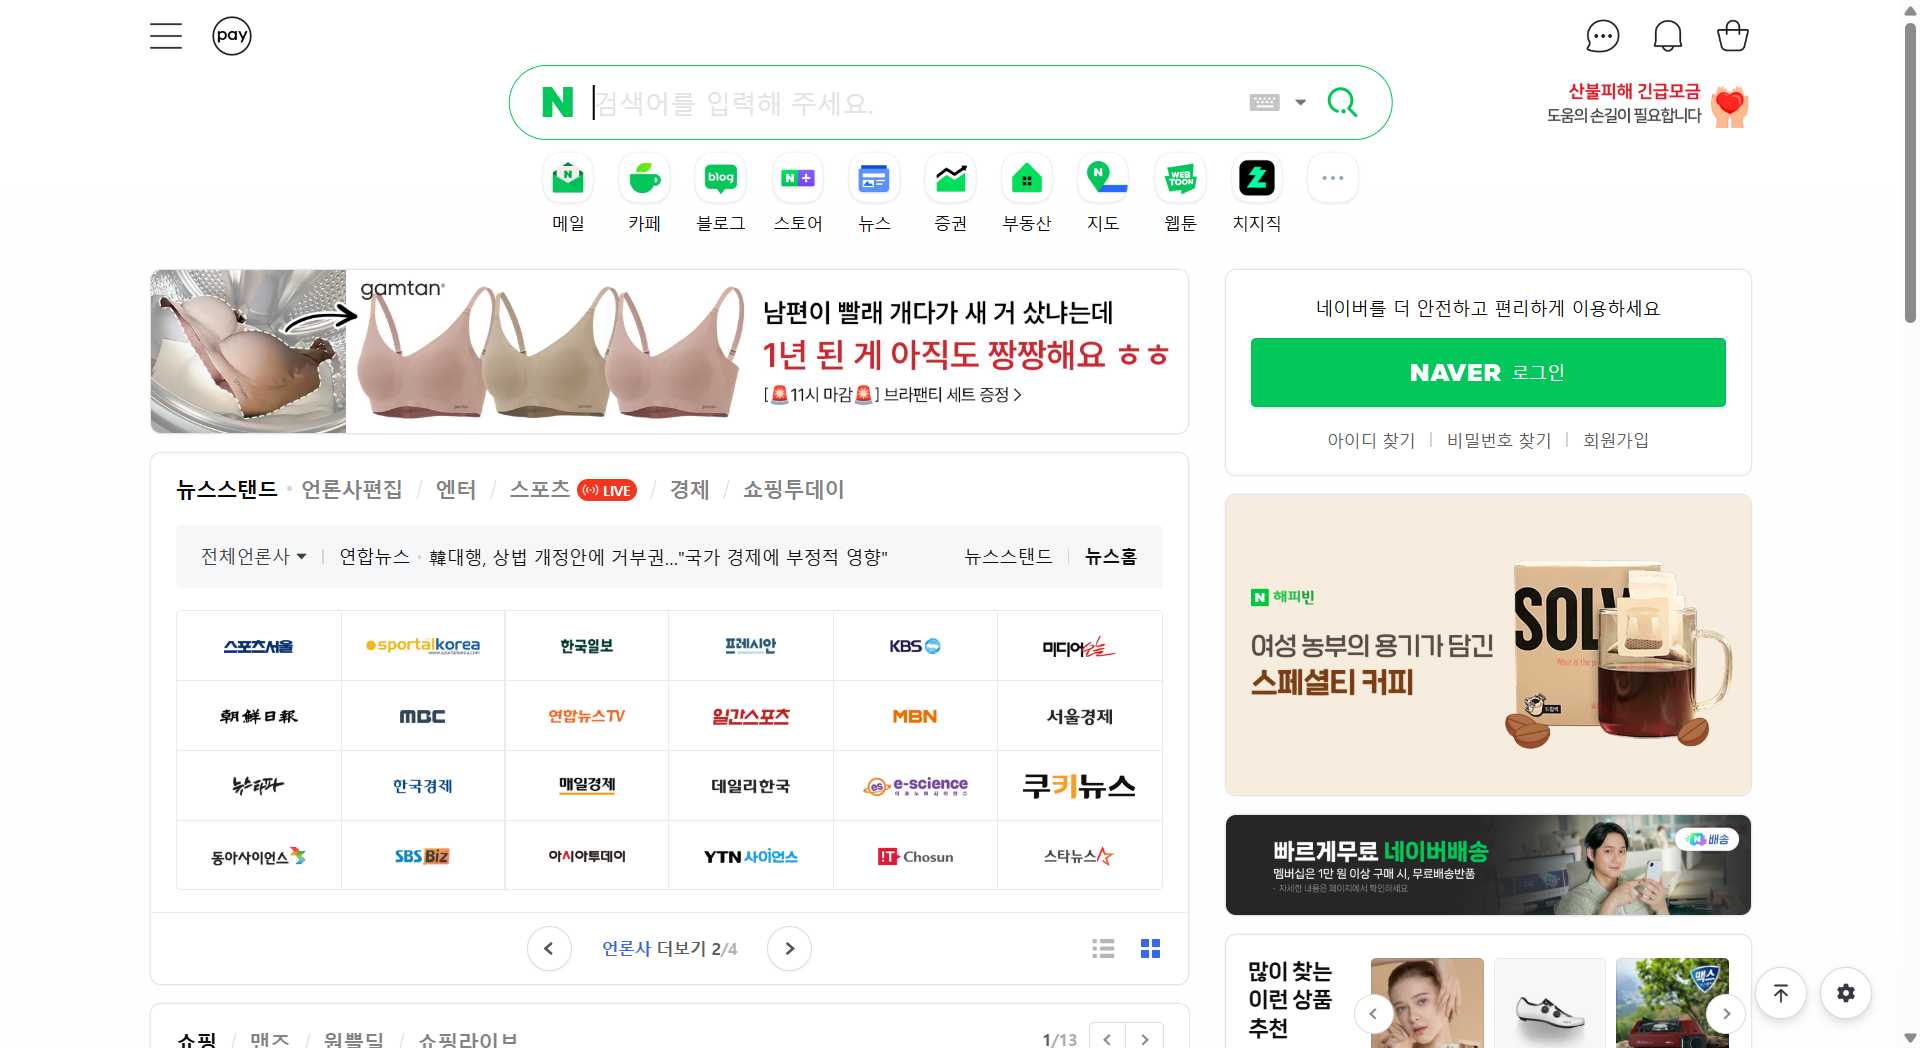 pay
N 검색어를 입력해 주세요.
산불피해 긴급모금
도움의 손길이 필요합니다
메일 카페 블로그 스토어 뉴스 증권 부동산 지도 웹툰 치지직
gamtan
남편이 빨래 개다가 새 거 샀냐는데
1년 된 게 아직도 짱짱해요 ㅎㅎ
[🚨11시 마감🚨] 브라팬티 세트 증정 >
네이버를 더 안전하고 편리하게 이용하세요
NAVER 로그인
아이디 찾기 비밀번호 찾기 회원가입
뉴스스탠드 · 언론사편집 / 엔터 / 스포츠 LIVE / 경제 / 쇼핑투데이
전체언론사 연합뉴스 · 韓대행, 상법 개정안에 거부권..."국가 경제에 부정적 영향" 뉴스스탠드 뉴스홈
스포츠서울 sportalkorea 한국일보 프레시안 KBS 미디어오늘
朝鮮日報 MBC 연합뉴스TV 일간스포츠 MBN 서울경제
뉴스타파 한국경제 매일경제 데일리한국 e-science 쿠키뉴스
동아사이언스 SBS Biz 아시아투데이 YTN 사이언스 IT Chosun 스타뉴스
언론사 더보기 2/4
N 해피빈
여성 농부의 용기가 담긴
스페셜티 커피
빠르게무료 네이버배송
멤버십은 1만 원 이상 구매 시, 무료배송반품
· 자세한 내용은 페이지에서 확인하세요
N 배송
많이 찾는
이런 상품
추천
맥스
쇼핑 / 맨즈 / 원쁠딜 / 쇼핑라이브 1/13